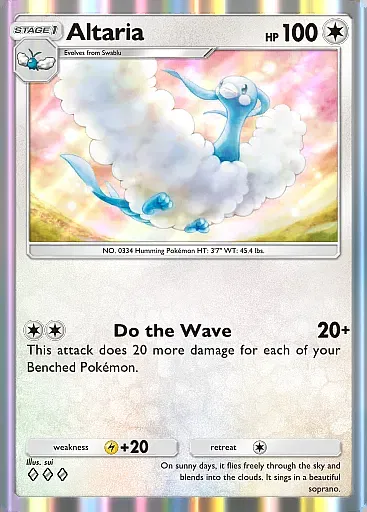 STAGE 1 Altaria HP 100
Evolves from Swablu
NO. 0334 Humming Pokémon HT: 3'7" WT: 45.4 lbs.
Do the Wave 20+
This attack does 20 more damage for each of your
Benched Pokémon.
weakness +20 retreat
Illus. sui
On sunny days, it flies freely through the sky and
blends into the clouds. It sings in a beautiful
soprano.